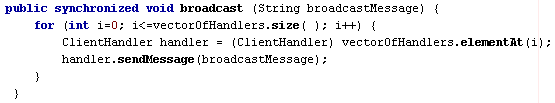 public synchronized void broadcast (String broadcastMessage) {
for (int i=0; i<=vectorOfHandlers.size( ); i++) {
ClientHandler handler = (ClientHandler) vectorOfHandlers.elementAt(i);
handler.sendMessage(broadcastMessage);
}
}